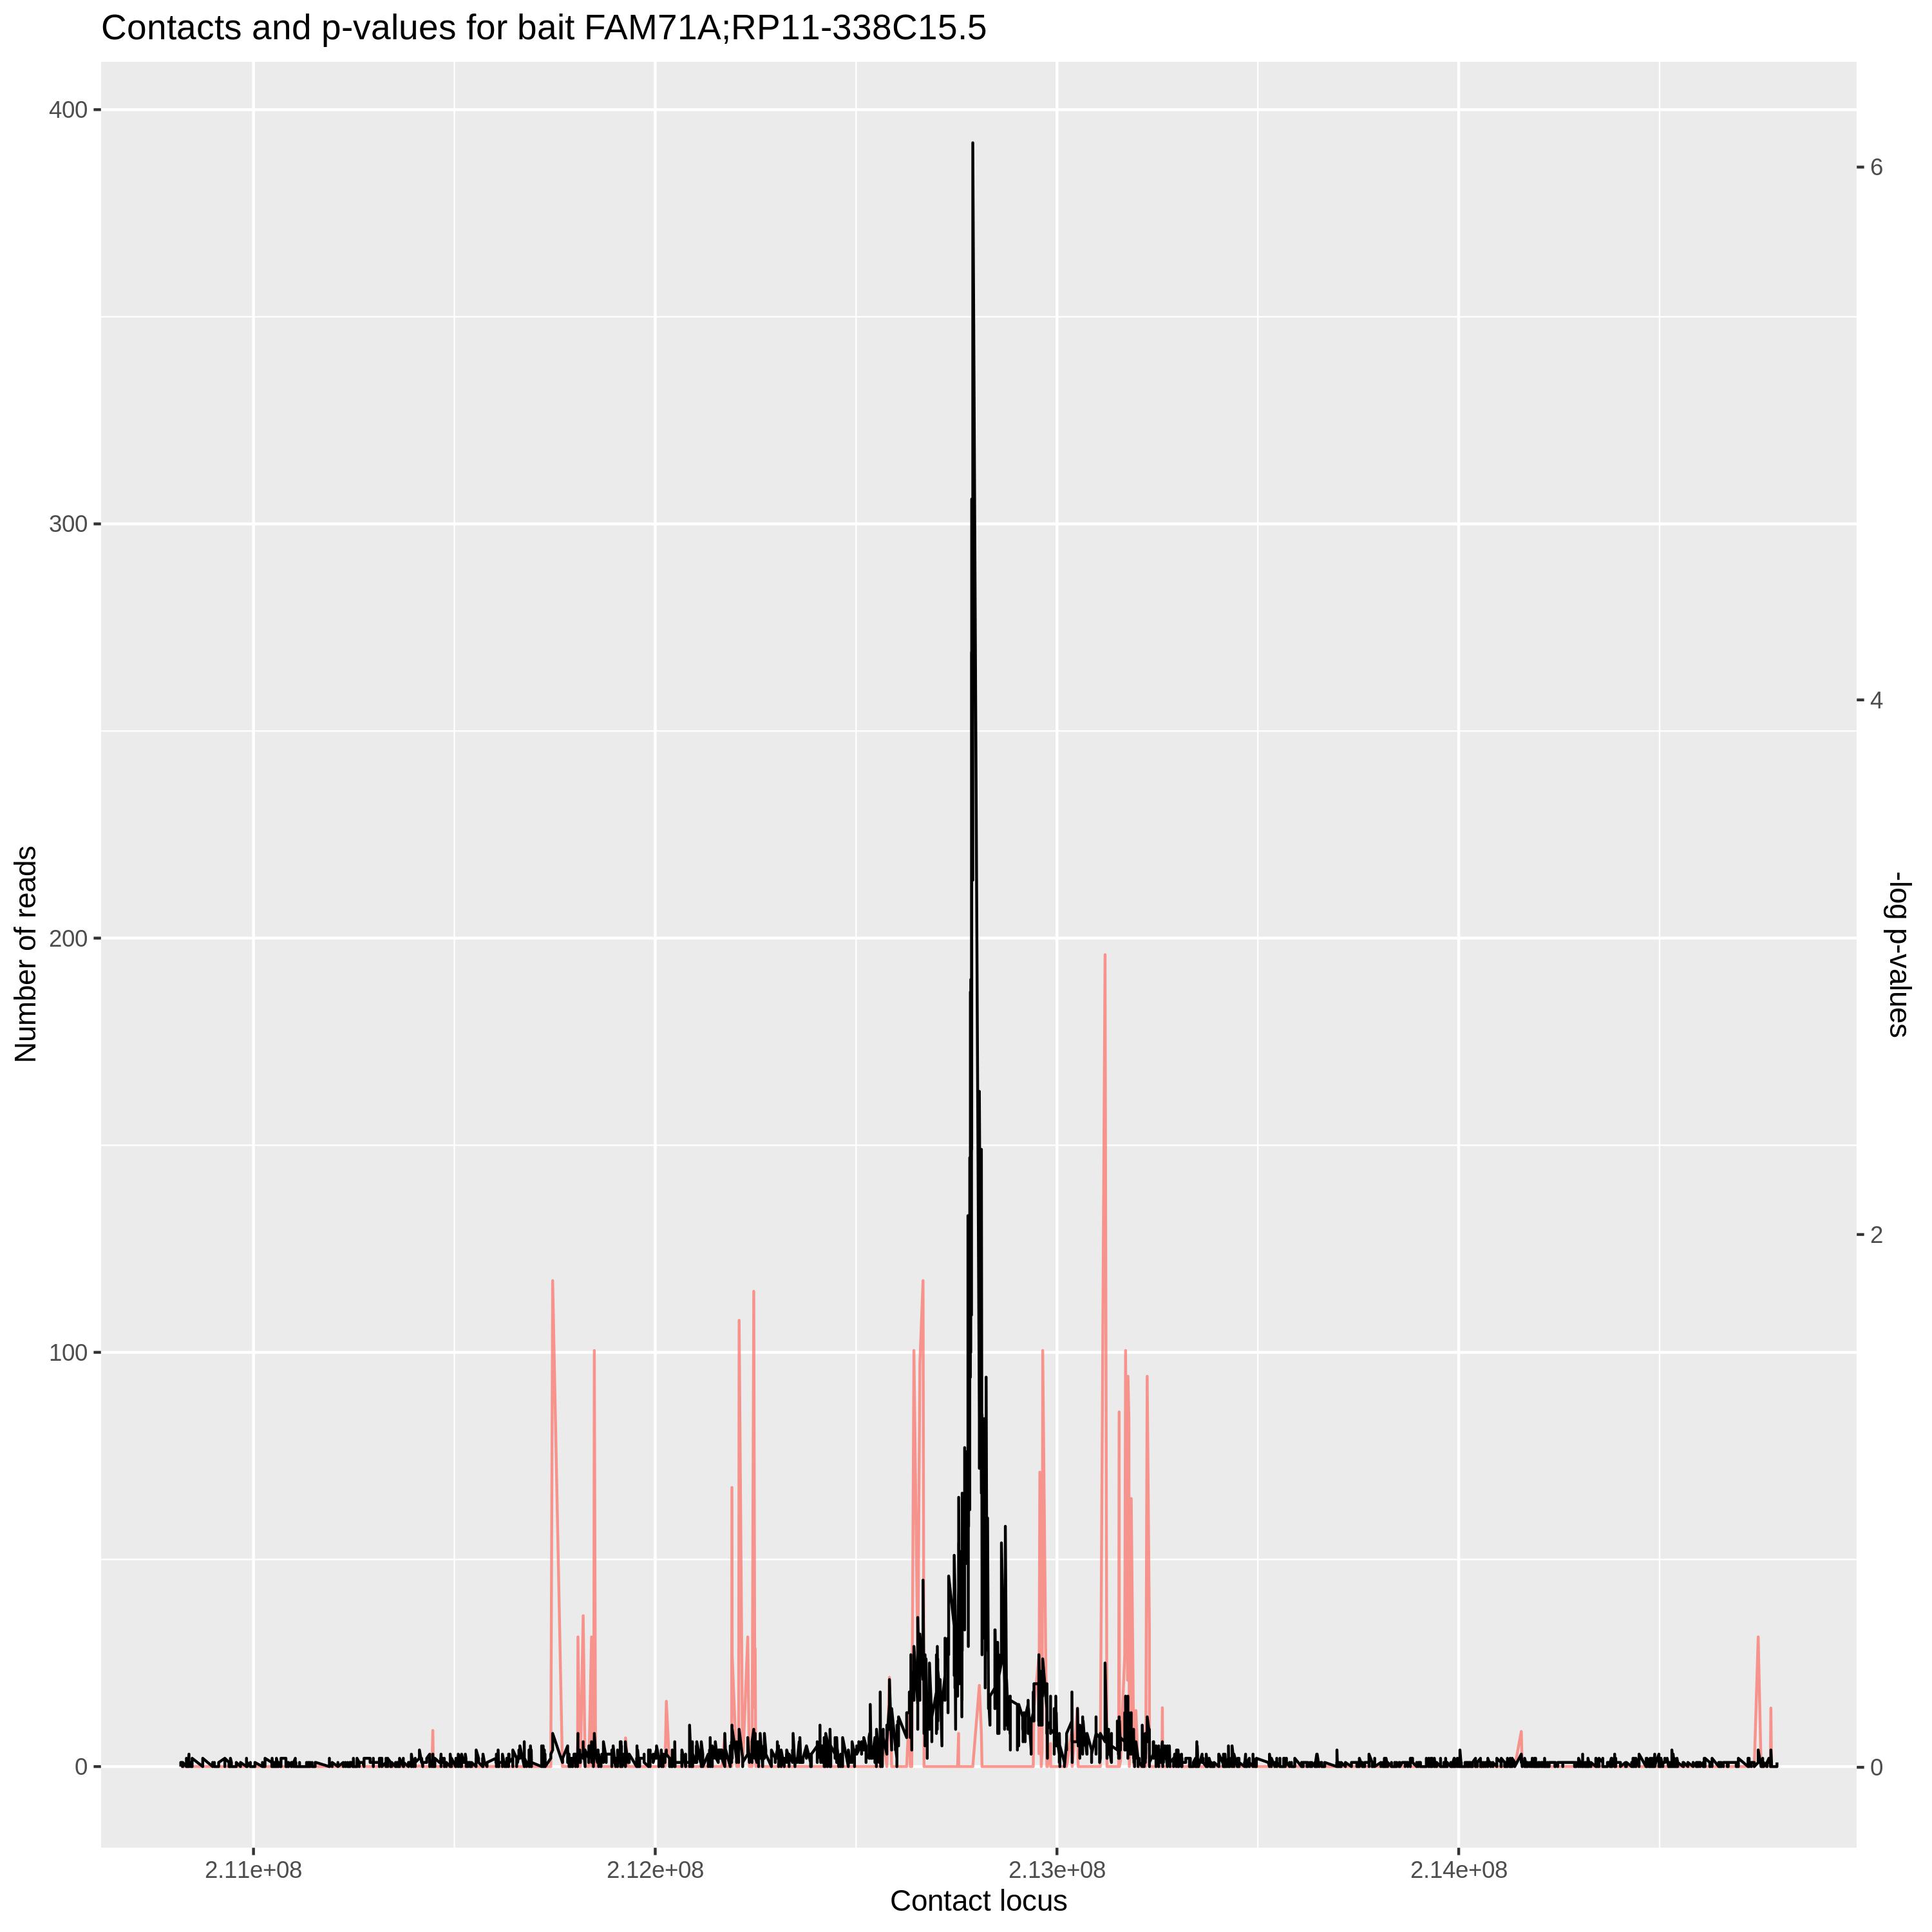 Contacts and p-values for bait FAM71A;RP11-338C15.5
400
300
200
100
0
Number of reads
6
4
2
0
-log p-values
2.11e+08 2.12e+08 2.13e+08 2.14e+08
Contact locus